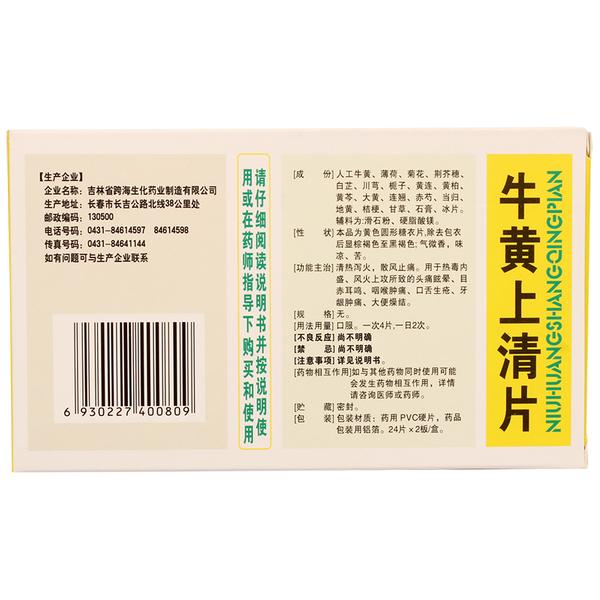 【生产企业】
企业名称：吉林省跨海生化药业制造有限公司
生产地址：长春市长吉公路北线38公里处
邮政编码：130500
电话号码：0431-84614597 84614598
传真号码：0431-84641144
如有问题可与生产企业联系
6 930227 400809
请仔细阅读说明书并按说明使
用或在药师指导下购买和使用
[成 份] 人工牛黄、薄荷、菊花、荆芥穗、
白芷、川芎、栀子、黄连、黄柏、
黄芩、大黄、连翘、赤芍、当归、
地黄、桔梗、甘草、石膏、冰片。
辅料为:滑石粉、硬脂酸镁。
[性 状] 本品为黄色圆形糖衣片,除去包衣
后显棕褐色至黑褐色;气微香，味
凉、苦。
[功能主治] 清热泻火，散风止痛。用于热毒内
盛、风火上攻所致的头痛眩晕、目
赤耳鸣、咽喉肿痛、口舌生疮、牙
龈肿痛、大便燥结。
[规 格] 无。
[用法用量] 口服。一次4片,一日2次。
[不良反应] 尚不明确
[禁 忌] 尚不明确
[注意事项] 详见说明书。
[药物相互作用] 如与其他药物同时使用可能
会发生药物相互作用，详情
请咨询医师或药师。
[贮 藏] 密封。
[包 装] 包装材质：药用PVC硬片，药品
包装用铝箔。24片×2板/盒。
牛黄上清片
NIUHUANGSHANGQINGPIAN